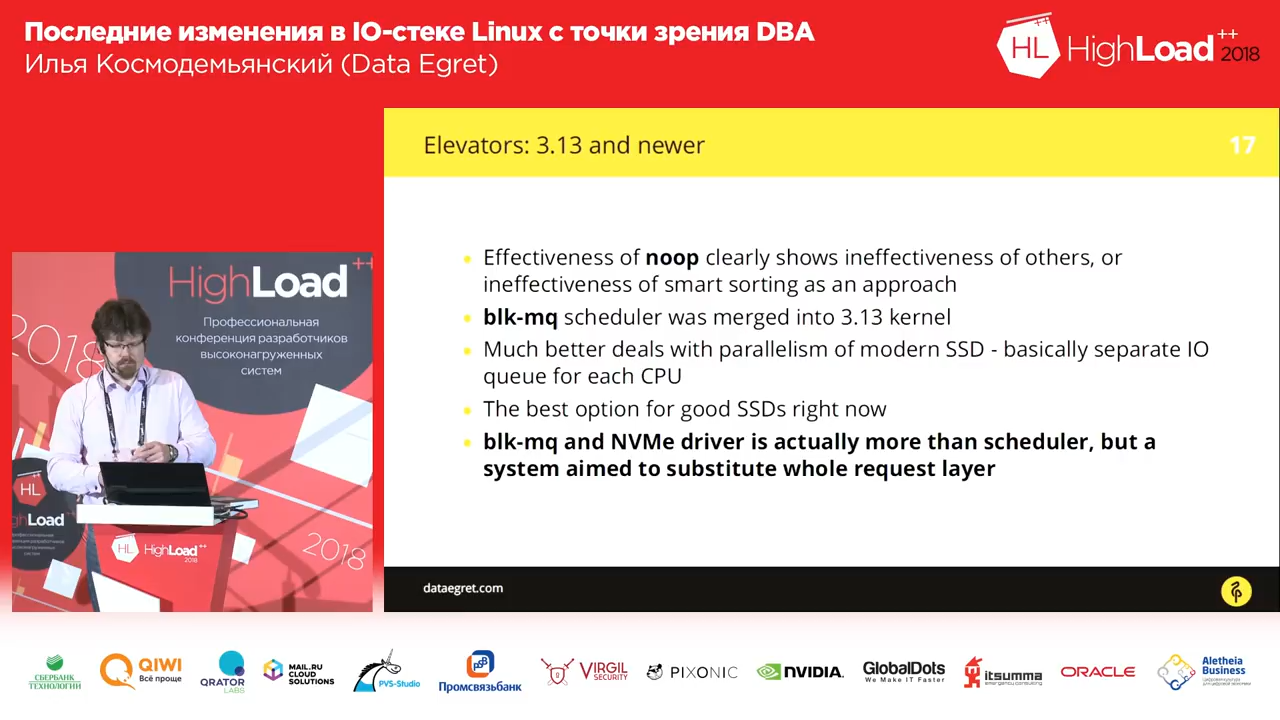 Последние изменения в IO-стеке Linux с точки зрения DBA
Илья Космодемьянский (Data Egret)
HL HighLoad++ 2018
Elevators: 3.13 and newer
17
Effectiveness of noop clearly shows ineffectiveness of others, or
ineffectiveness of smart sorting as an approach
blk-mq scheduler was merged into 3.13 kernel
Much better deals with parallelism of modern SSD - basically separate IO
queue for each CPU
The best option for good SSDs right now
blk-mq and NVMe driver is actually more than scheduler, but a
system aimed to substitute whole request layer
dataegret.com
HighLoad++
Профессиональная
конференция разработчиков
высоконагруженных
систем
2018
HL
HL HighLoad++
2018
2018
СБЕРБАНК
ТЕХНОЛОГИИ
QIWI
Всё проще
QRATOR
LABS
MAIL.RU
CLOUD
SOLUTIONS
PVS-Studio
PSB
Промсвязьбанк
VIRGIL
SECURITY
PIXONIC
NVIDIA.
GlobalDots
We Make IT Faster
itsumma
ORACLE
Aletheia
Business